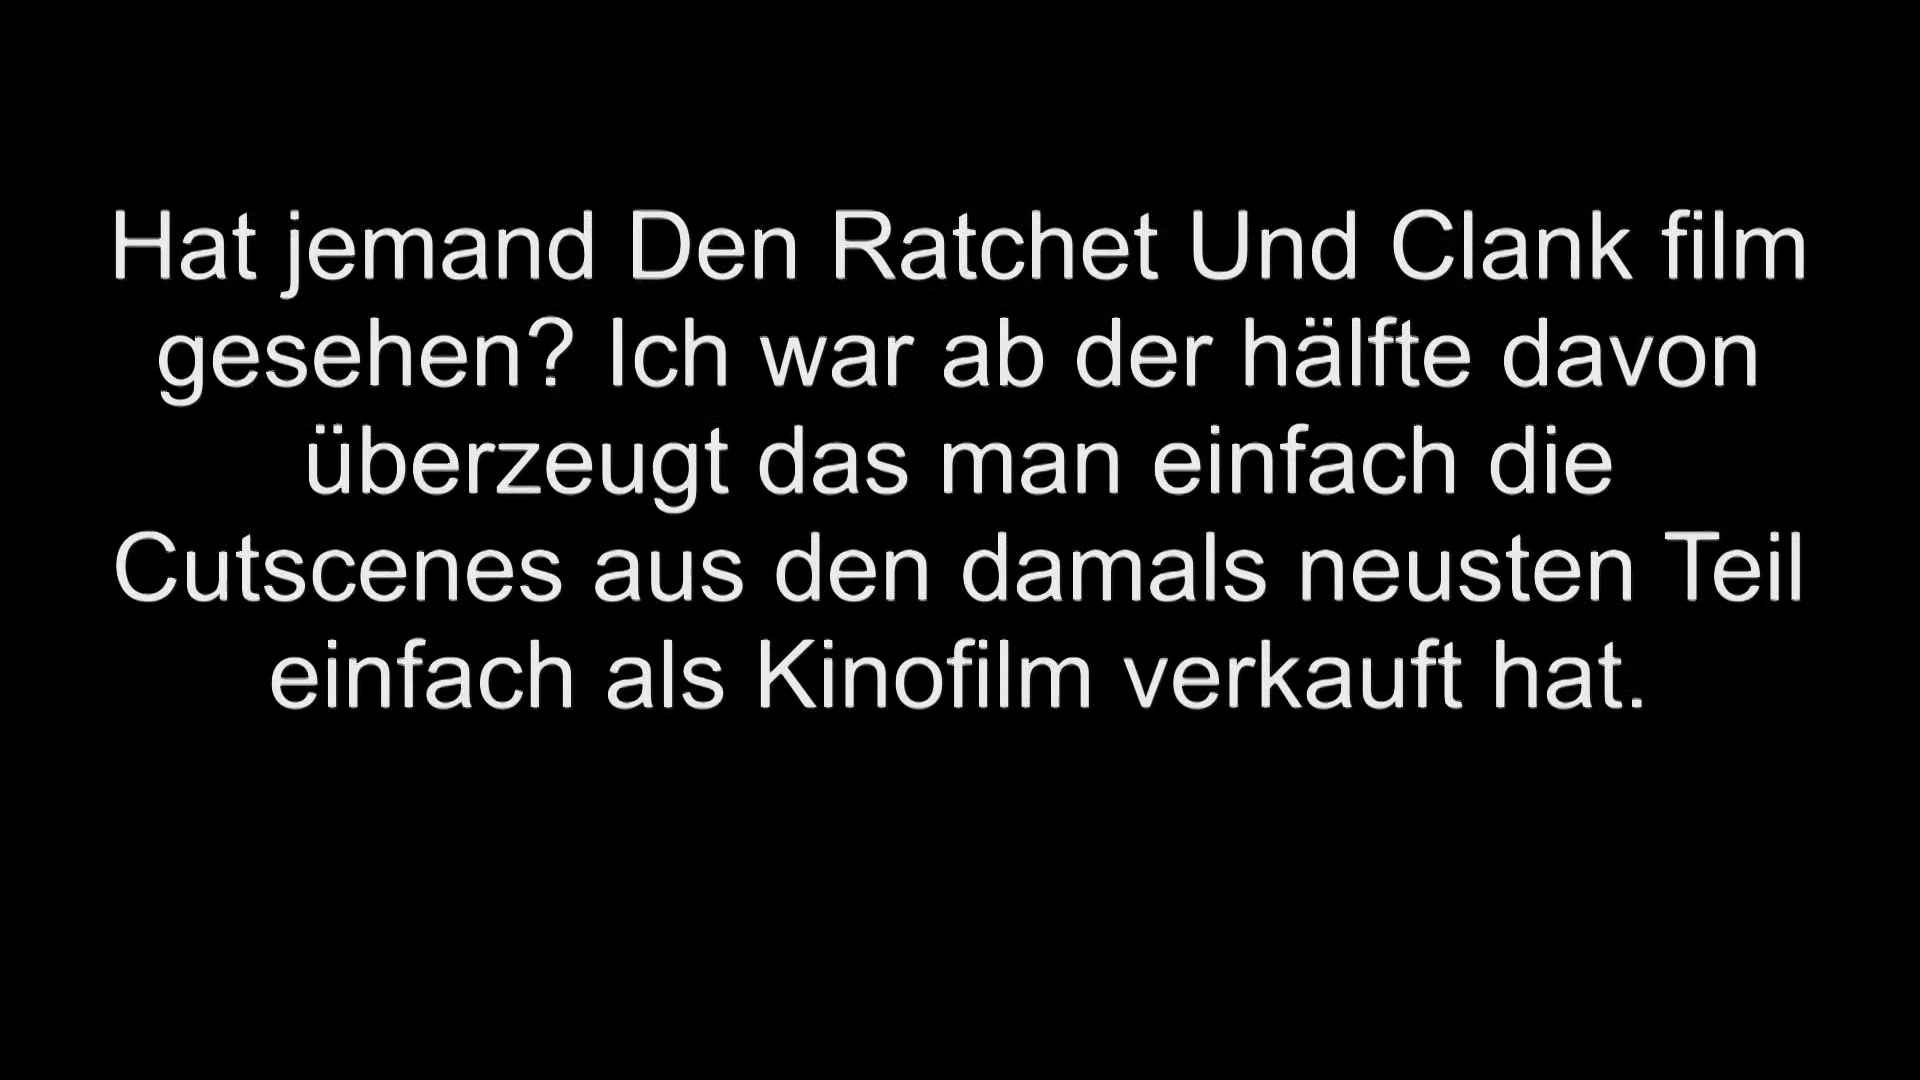 Hat jemand Den Ratchet Und Clank film
gesehen? Ich war ab der hälfte davon
überzeugt das man einfach die
Cutscenes aus den damals neusten Teil
einfach als Kinofilm verkauft hat.